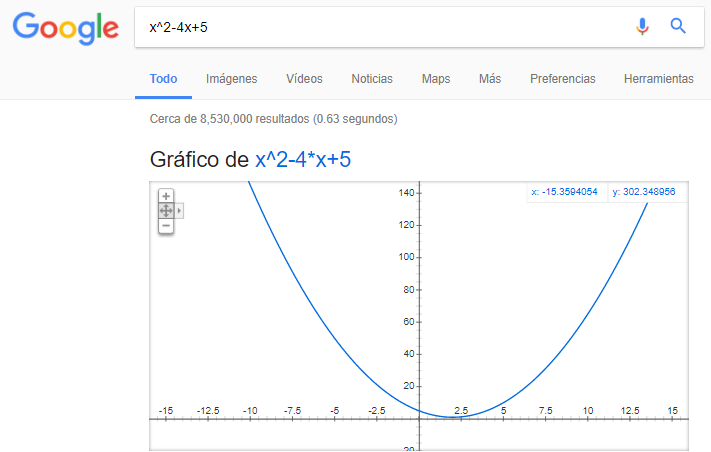 Google
x^2-4x+5
Todo Imágenes Vídeos Noticias Maps Más Preferencias Herramientas
Cerca de 8,530,000 resultados (0.63 segundos)
Gráfico de x^2-4*x+5
x: -15.3594054 y: 302.348956
140
120
100
80
60
40
20
-15 -12.5 -10 -7.5 -5 -2.5 2.5 5 7.5 10 12.5 15